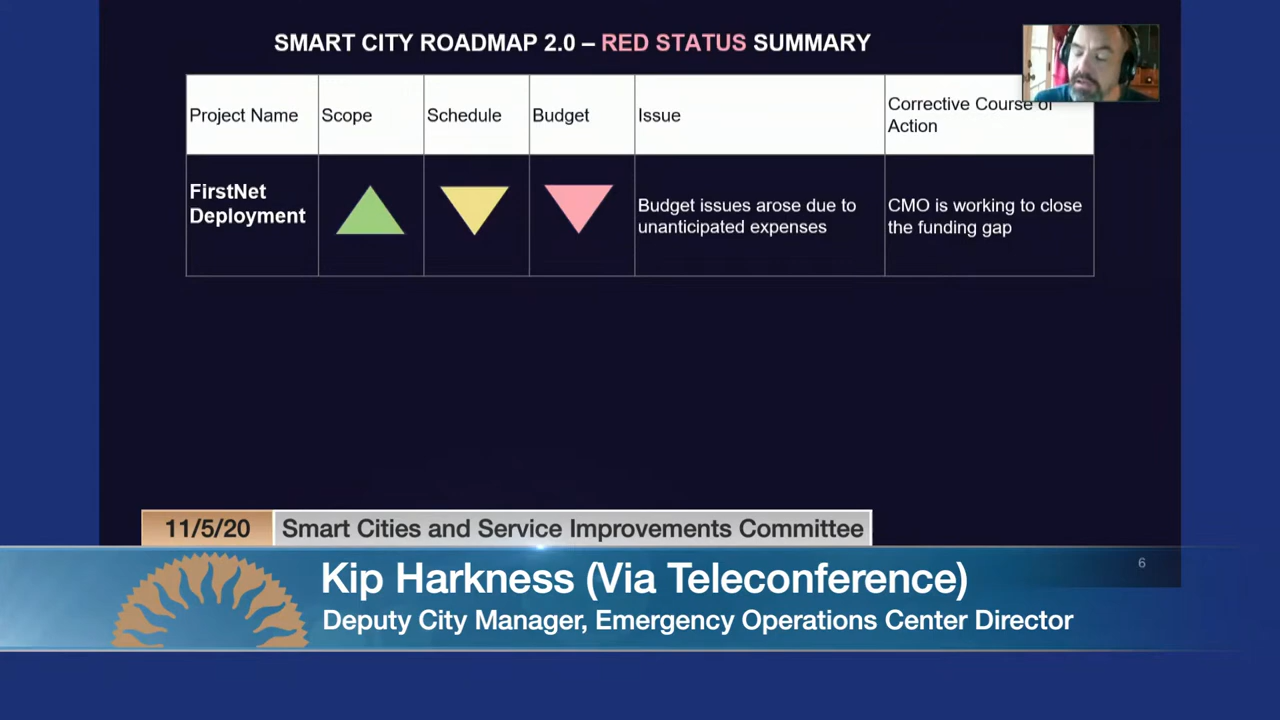 SMART CITY ROADMAP 2.0 – RED STATUS SUMMARY
Project Name
Scope
Schedule
Budget
Issue
Corrective Course of
Action
FirstNet
Deployment
Budget issues arose due to
unanticipated expenses
CMO is working to close
the funding gap
6
11/5/20
Smart Cities and Service Improvements Committee
Kip Harkness (Via Teleconference)
Deputy City Manager, Emergency Operations Center Director